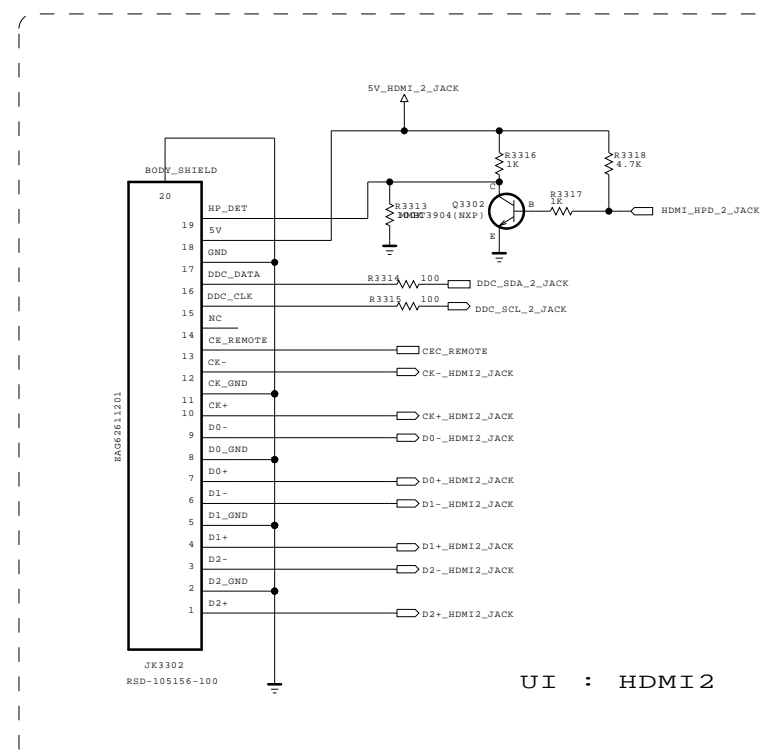 5V_HDMI_2_JACK
BODY_SHIELD
20
R3316
1K
R3318
4.7K
C
HP_DET
R3313
Q3302
MMBT3904(NXP)
B
R3317
1K
HDMI_HPD_2_JACK
19
5V
E
18
GND
17
DDC_DATA
R3314
100
DDC_SDA_2_JACK
16
DDC_CLK
R3315
100
DDC_SCL_2_JACK
15
NC
14
CE_REMOTE
CEC_REMOTE
13
CK-
CK-_HDMI2_JACK
12
CK_GND
11
CK+
CK+_HDMI2_JACK
10
D0-
D0-_HDMI2_JACK
9
D0_GND
8
D0+
D0+_HDMI2_JACK
7
D1-
D1-_HDMI2_JACK
6
D1_GND
5
D1+
D1+_HDMI2_JACK
4
D2-
D2-_HDMI2_JACK
3
D2_GND
2
D2+
D2+_HDMI2_JACK
1
EAG62611201
JK3302
RSD-105156-100
UI : HDMI2